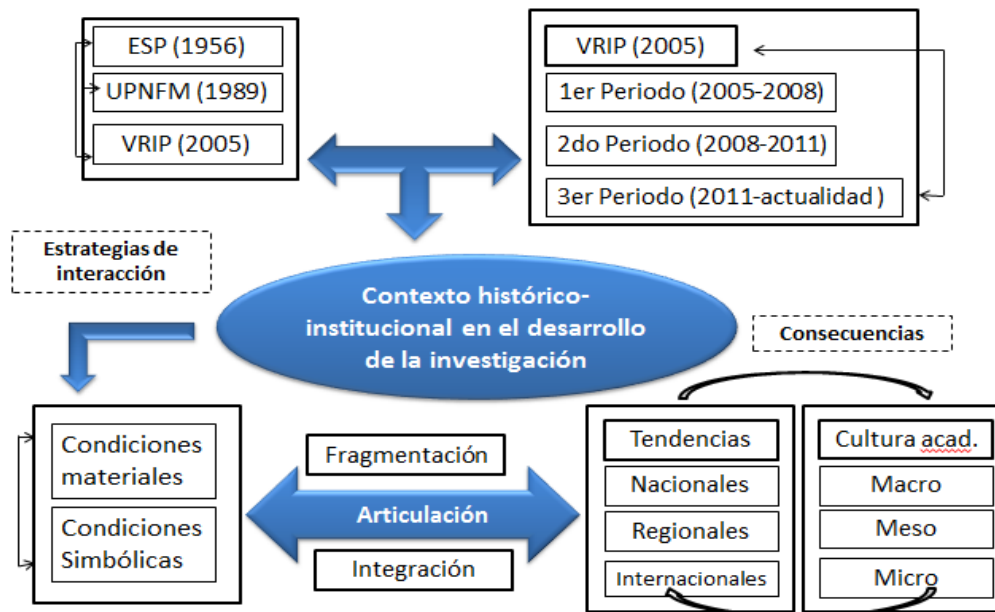 ESP (1956)
UPNFM (1989)
VRIP (2005)
VRIP (2005)
1er Periodo (2005-2008)
2do Periodo (2008-2011)
3er Periodo (2011-actualidad )
Estrategias de
interacción
Contexto histórico-
institucional en el desarrollo
de la investigación
Consecuencias
Condiciones
materiales
Condiciones
Simbólicas
Fragmentación
Articulación
Integración
Tendencias
Nacionales
Regionales
Internacionales
Cultura acad.
Macro
Meso
Micro